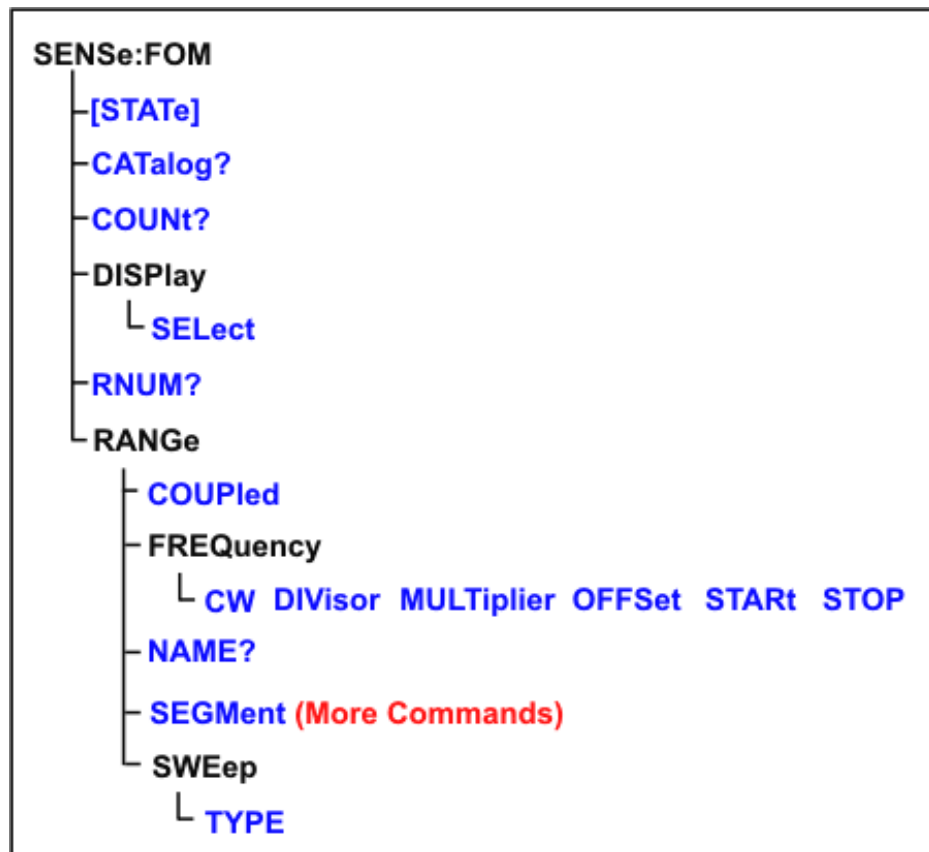 SENSe:FOM
[STATe]
CATalog?
COUNt?
DISPlay
SELect
RNUM?
RANGe
COUPled
FREQuency
CW DIVisor MULTiplier OFFSet STARt STOP
NAME?
SEGMent (More Commands)
SWEep
TYPE